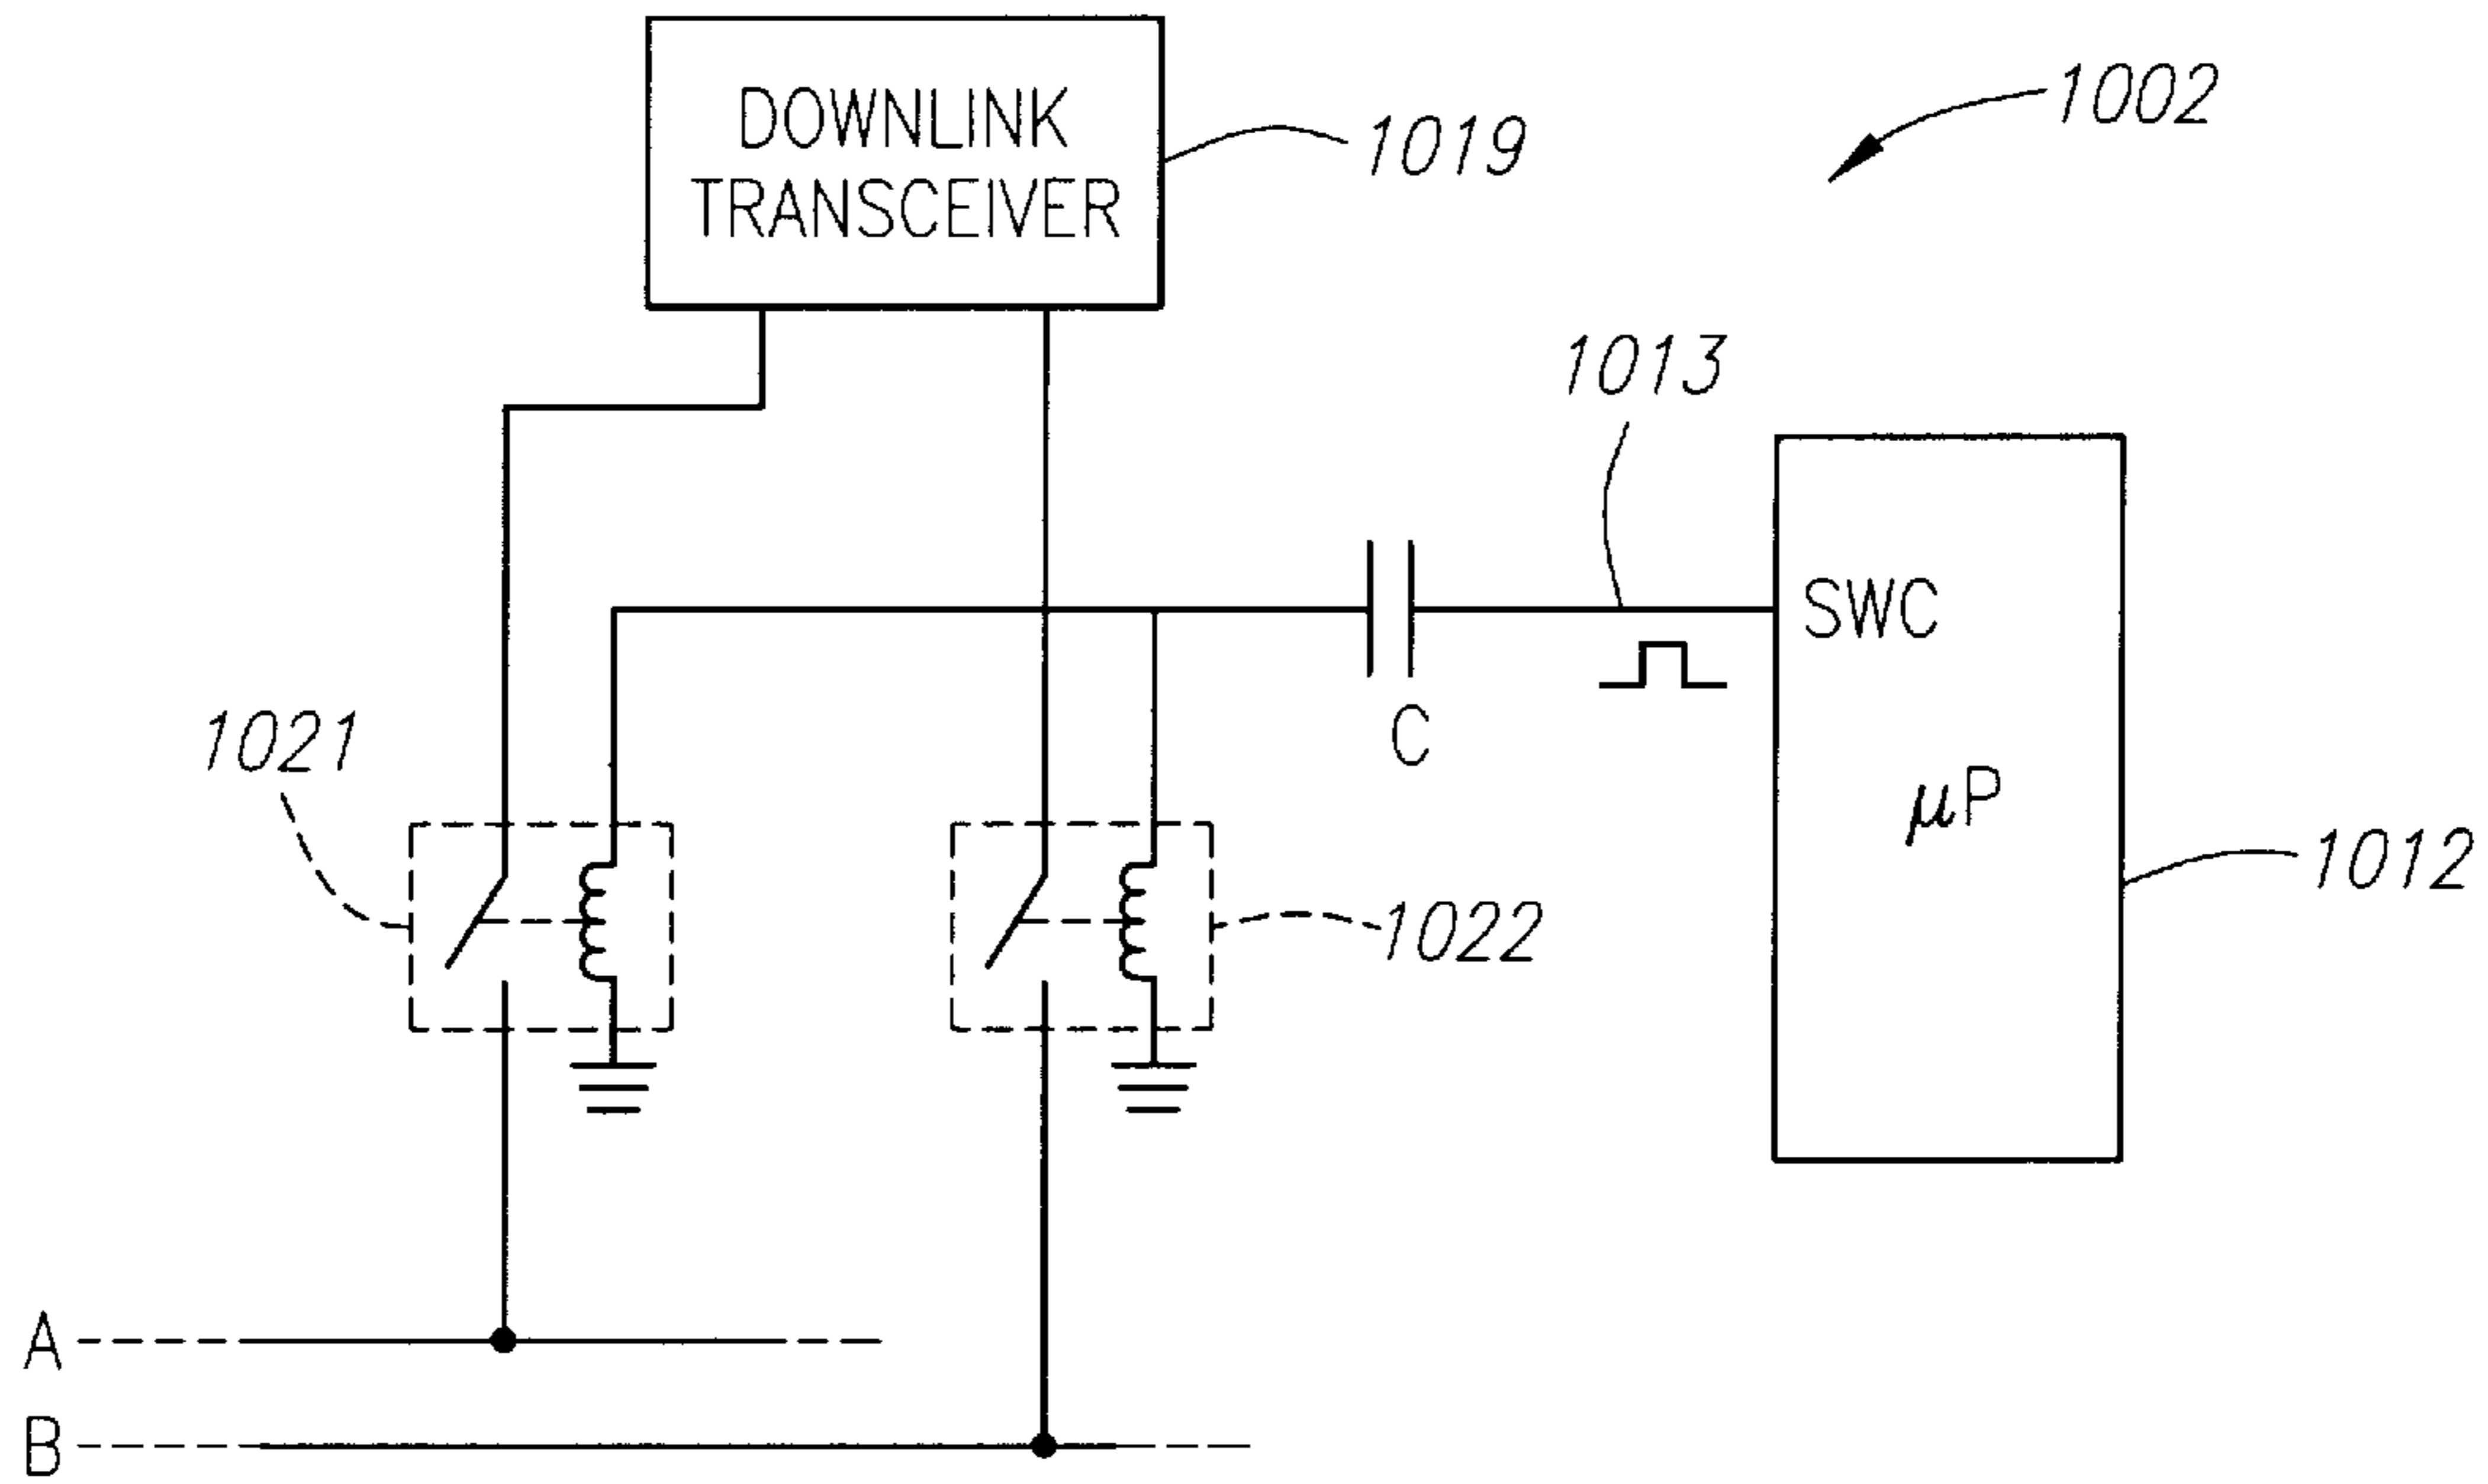 DOWNLINK
TRANSCEIVER
1019
1002
1013
SWC
C
μP
1021
1022
1012
A
B